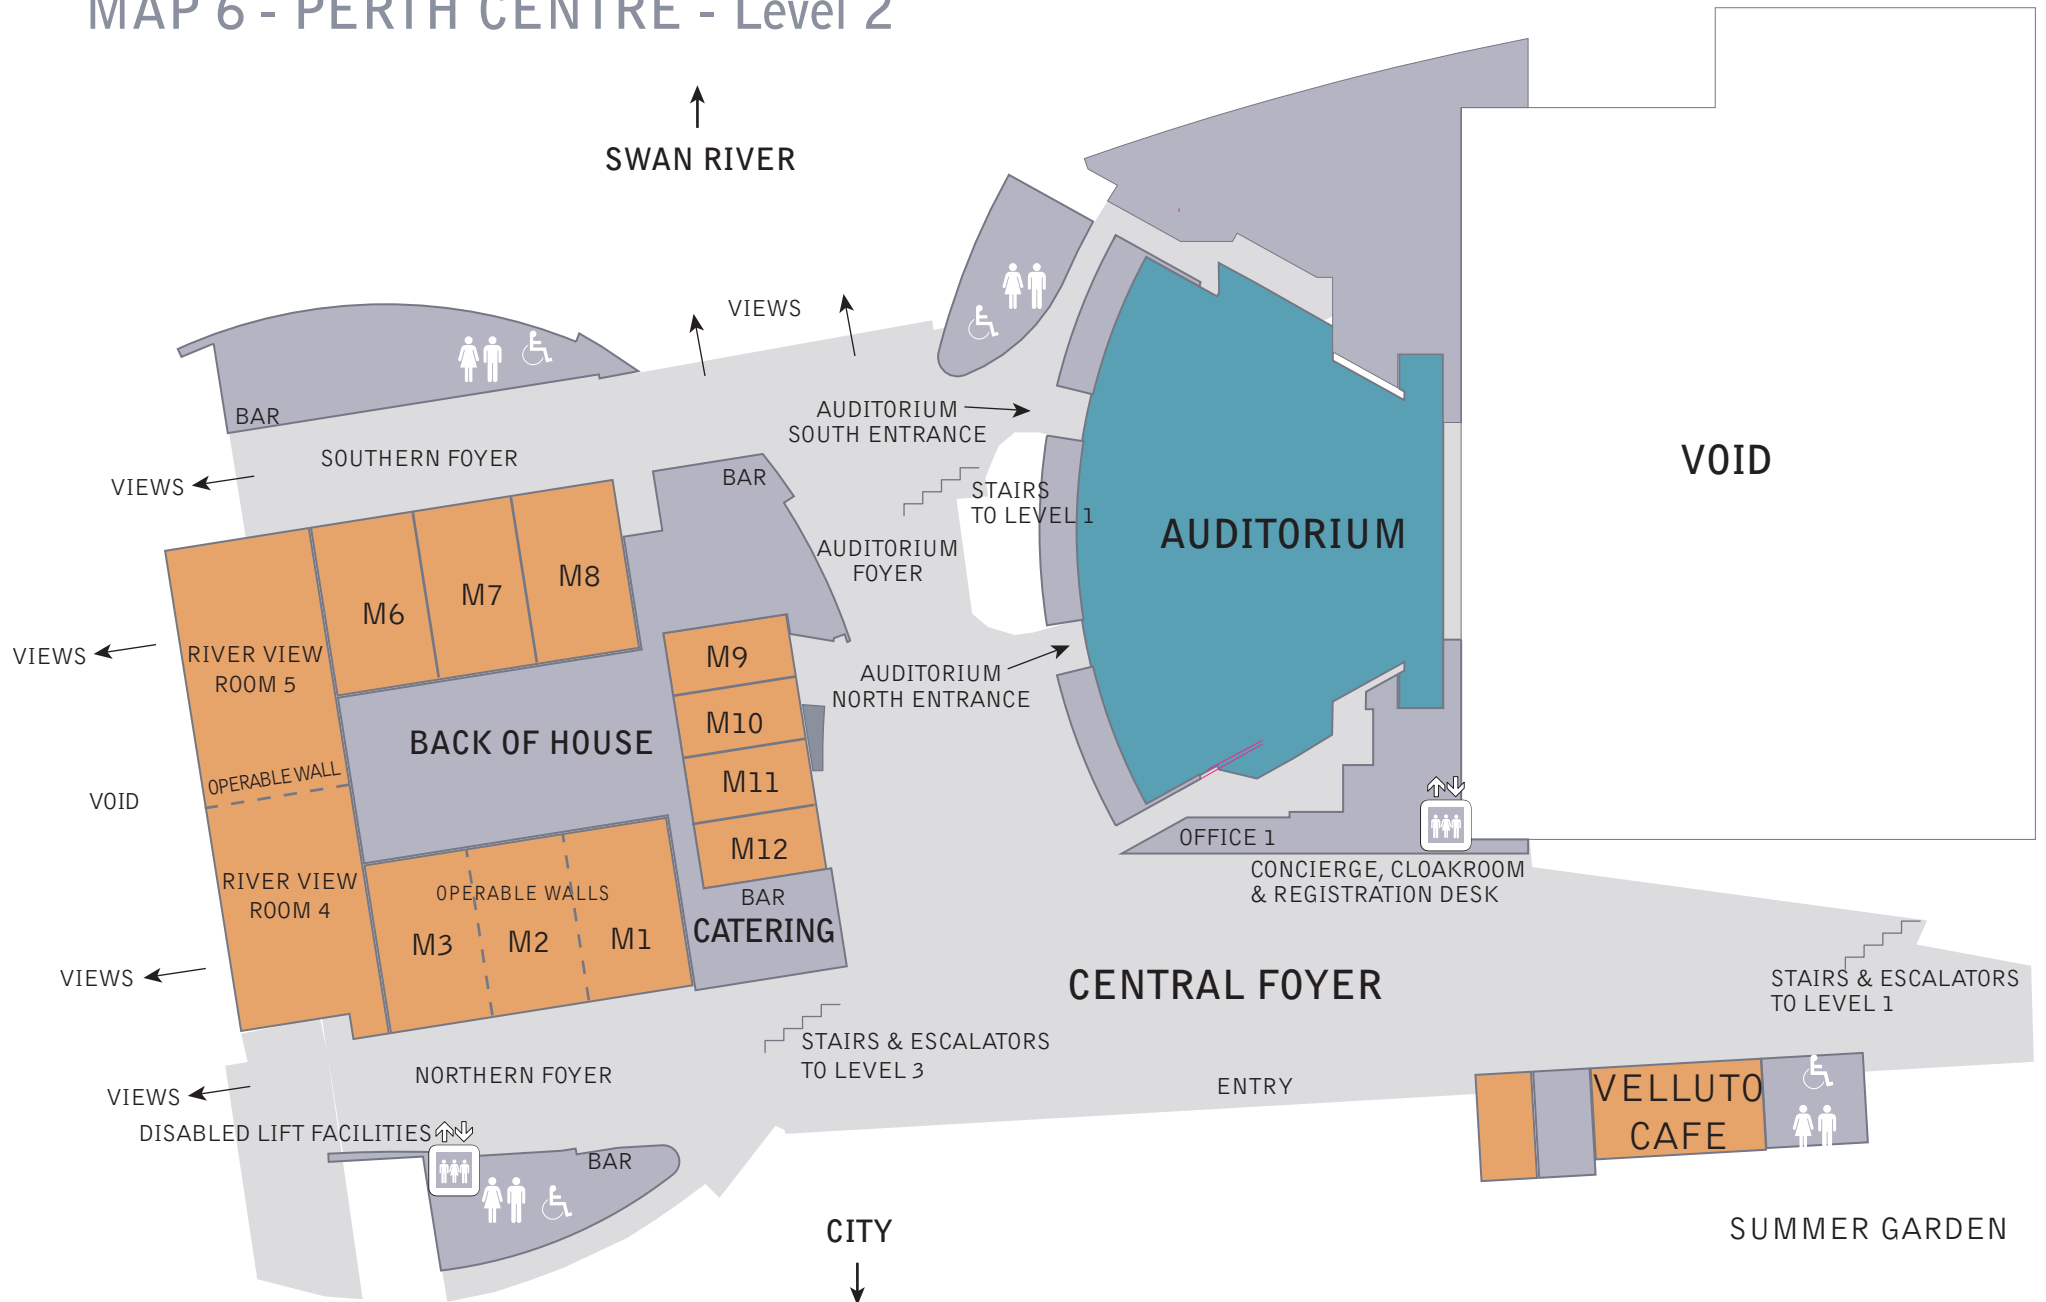 MAP 6 - PERTH CENTRE - Level 2
SWAN RIVER
VIEWS
BAR
SOUTHERN FOYER
VIEWS
AUDITORIUM
SOUTH ENTRANCE
BAR
STAIRS
TO LEVEL 1
AUDITORIUM
FOYER
AUDITORIUM
VOID
M6
M7
M8
VIEWS
RIVER VIEW
ROOM 5
M9
M10
M11
M12
AUDITORIUM
NORTH ENTRANCE
BACK OF HOUSE
OPERABLE WALL
VOID
OFFICE 1
CONCIERGE, CLOAKROOM
& REGISTRATION DESK
RIVER VIEW
ROOM 4
OPERABLE WALLS
M3
M2
M1
BAR
CATERING
VIEWS
CENTRAL FOYER
STAIRS & ESCALATORS
TO LEVEL 1
STAIRS & ESCALATORS
TO LEVEL 3
NORTHERN FOYER
ENTRY
VIEWS
VELLUTO
CAFE
DISABLED LIFT FACILITIES
BAR
CITY
SUMMER GARDEN